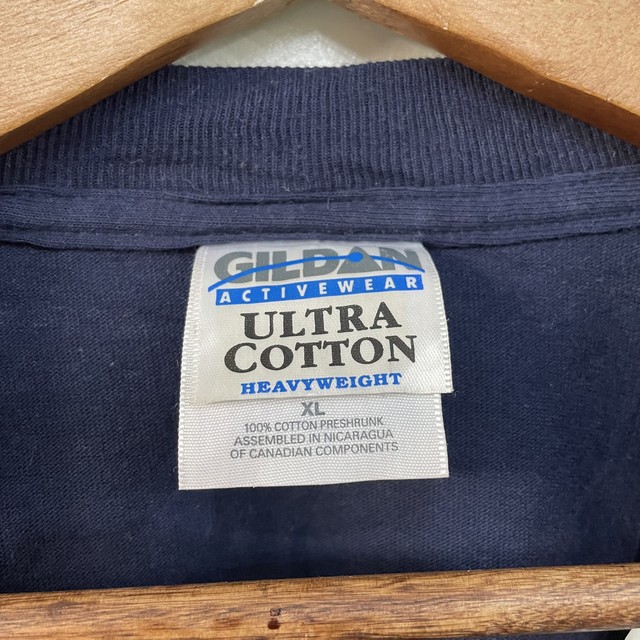 GILDAN
ACTIVEWEAR
ULTRA
COTTON
HEAVYWEIGHT
XL
100% COTTON PRESHRUNK
ASSEMBLED IN NICARAGUA
OF CANADIAN COMPONENTS